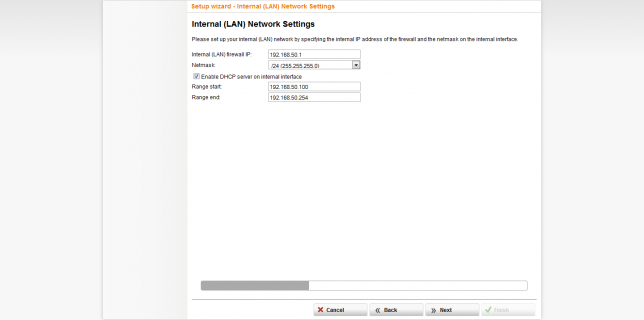 Setup wizard - Internal (LAN) Network Settings
Internal (LAN) Network Settings
Please set up your internal (LAN) network by specifying the internal IP address of the firewall and the netmask on the internal interface.
Internal (LAN) firewall IP: 192.168.50.1
Netmask: /24 (255.255.255.0)
Enable DHCP server on internal interface
Range start: 192.168.50.100
Range end: 192.168.50.254
Cancel Back Next Finish